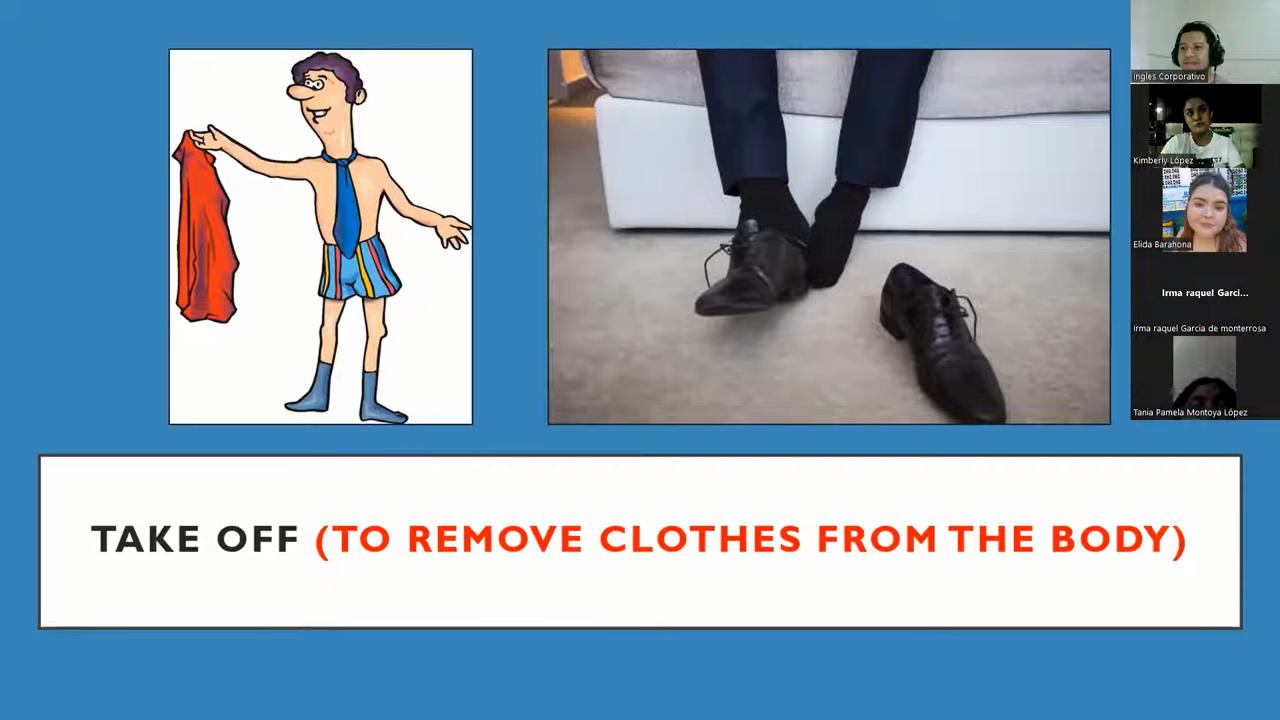 TAKE OFF (TO REMOVE CLOTHES FROM THE BODY)
Ingles Corporativo
Kimberly López
Elida Barahona
Irma raquel Garci...
Irma raquel Garcia de monterrosa
Tania Pamela Montoya López